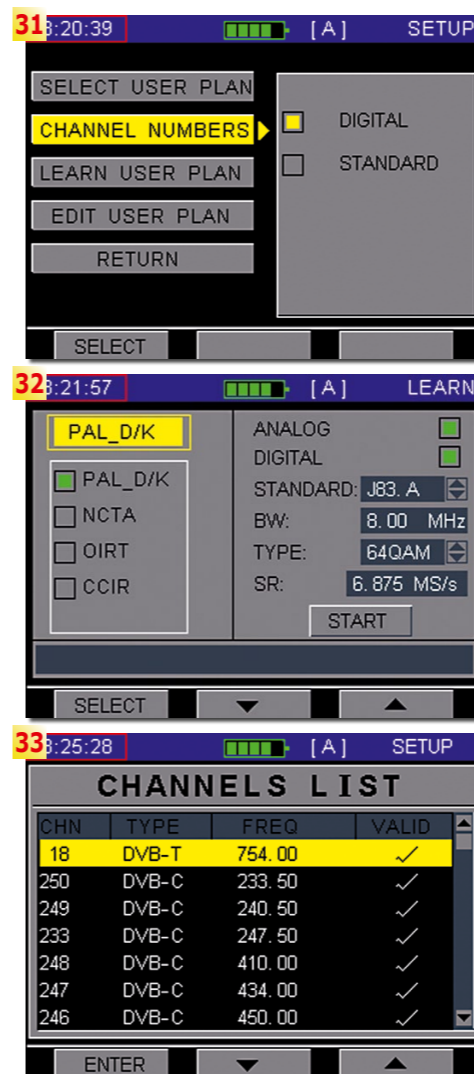 31 :20:39 [ A ] SETUP
SELECT USER PLAN
CHANNEL NUMBERS
DIGITAL
LEARN USER PLAN
STANDARD
EDIT USER PLAN
RETURN
SELECT
32 :21:57 [ A ] LEARN
PAL_D/K
ANALOG
DIGITAL
PAL_D/K
STANDARD: J83. A
NCTA
BW: 8. 00 MHz
OIRT
TYPE: 64QAM
CCIR
SR: 6. 875 MS/s
START
SELECT
33 :25:28 [ A ] SETUP
CHANNELS LIST
CHN TYPE FREQ VALID
18 DVB-T 754. 00
250 DVB-C 233. 50
249 DVB-C 240. 50
233 DVB-C 247. 50
248 DVB-C 410. 00
247 DVB-C 434. 00
246 DVB-C 450. 00
ENTER